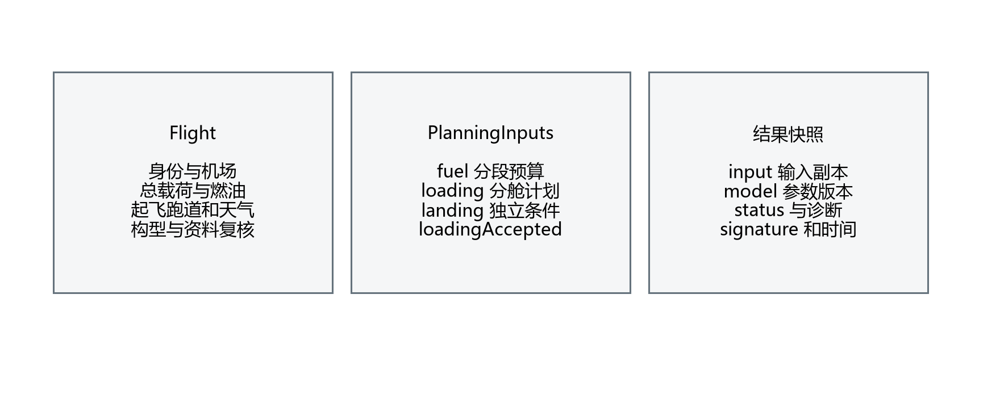 Flight
身份与机场
总载荷与燃油
起飞跑道和天气
构型与资料复核
PlanningInputs
fuel 分段预算
loading 分舱计划
landing 独立条件
loadingAccepted
结果快照
input 输入副本
model 参数版本
status 与诊断
signature 和时间